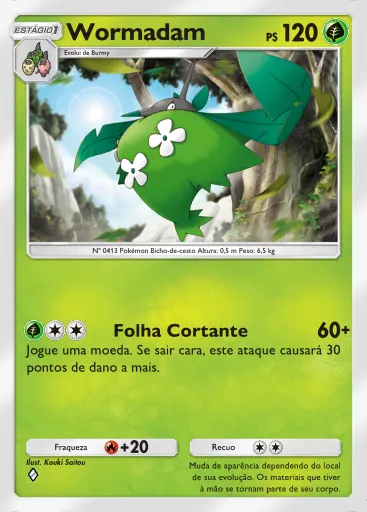 ESTÁGIO 1
Wormadam
PS 120
Evolui de Burmy
Nº 0413 Pokémon Bicho-de-cesto Altura: 0,5 m Peso: 6,5 kg
Folha Cortante 60+
Jogue uma moeda. Se sair cara, este ataque causará 30
pontos de dano a mais.
Fraqueza +20
Recuo
Ilust. Kouki Saitou
Muda de aparência dependendo do local
de sua evolução. Os materiais que tiver
à mão se tornam parte de seu corpo.